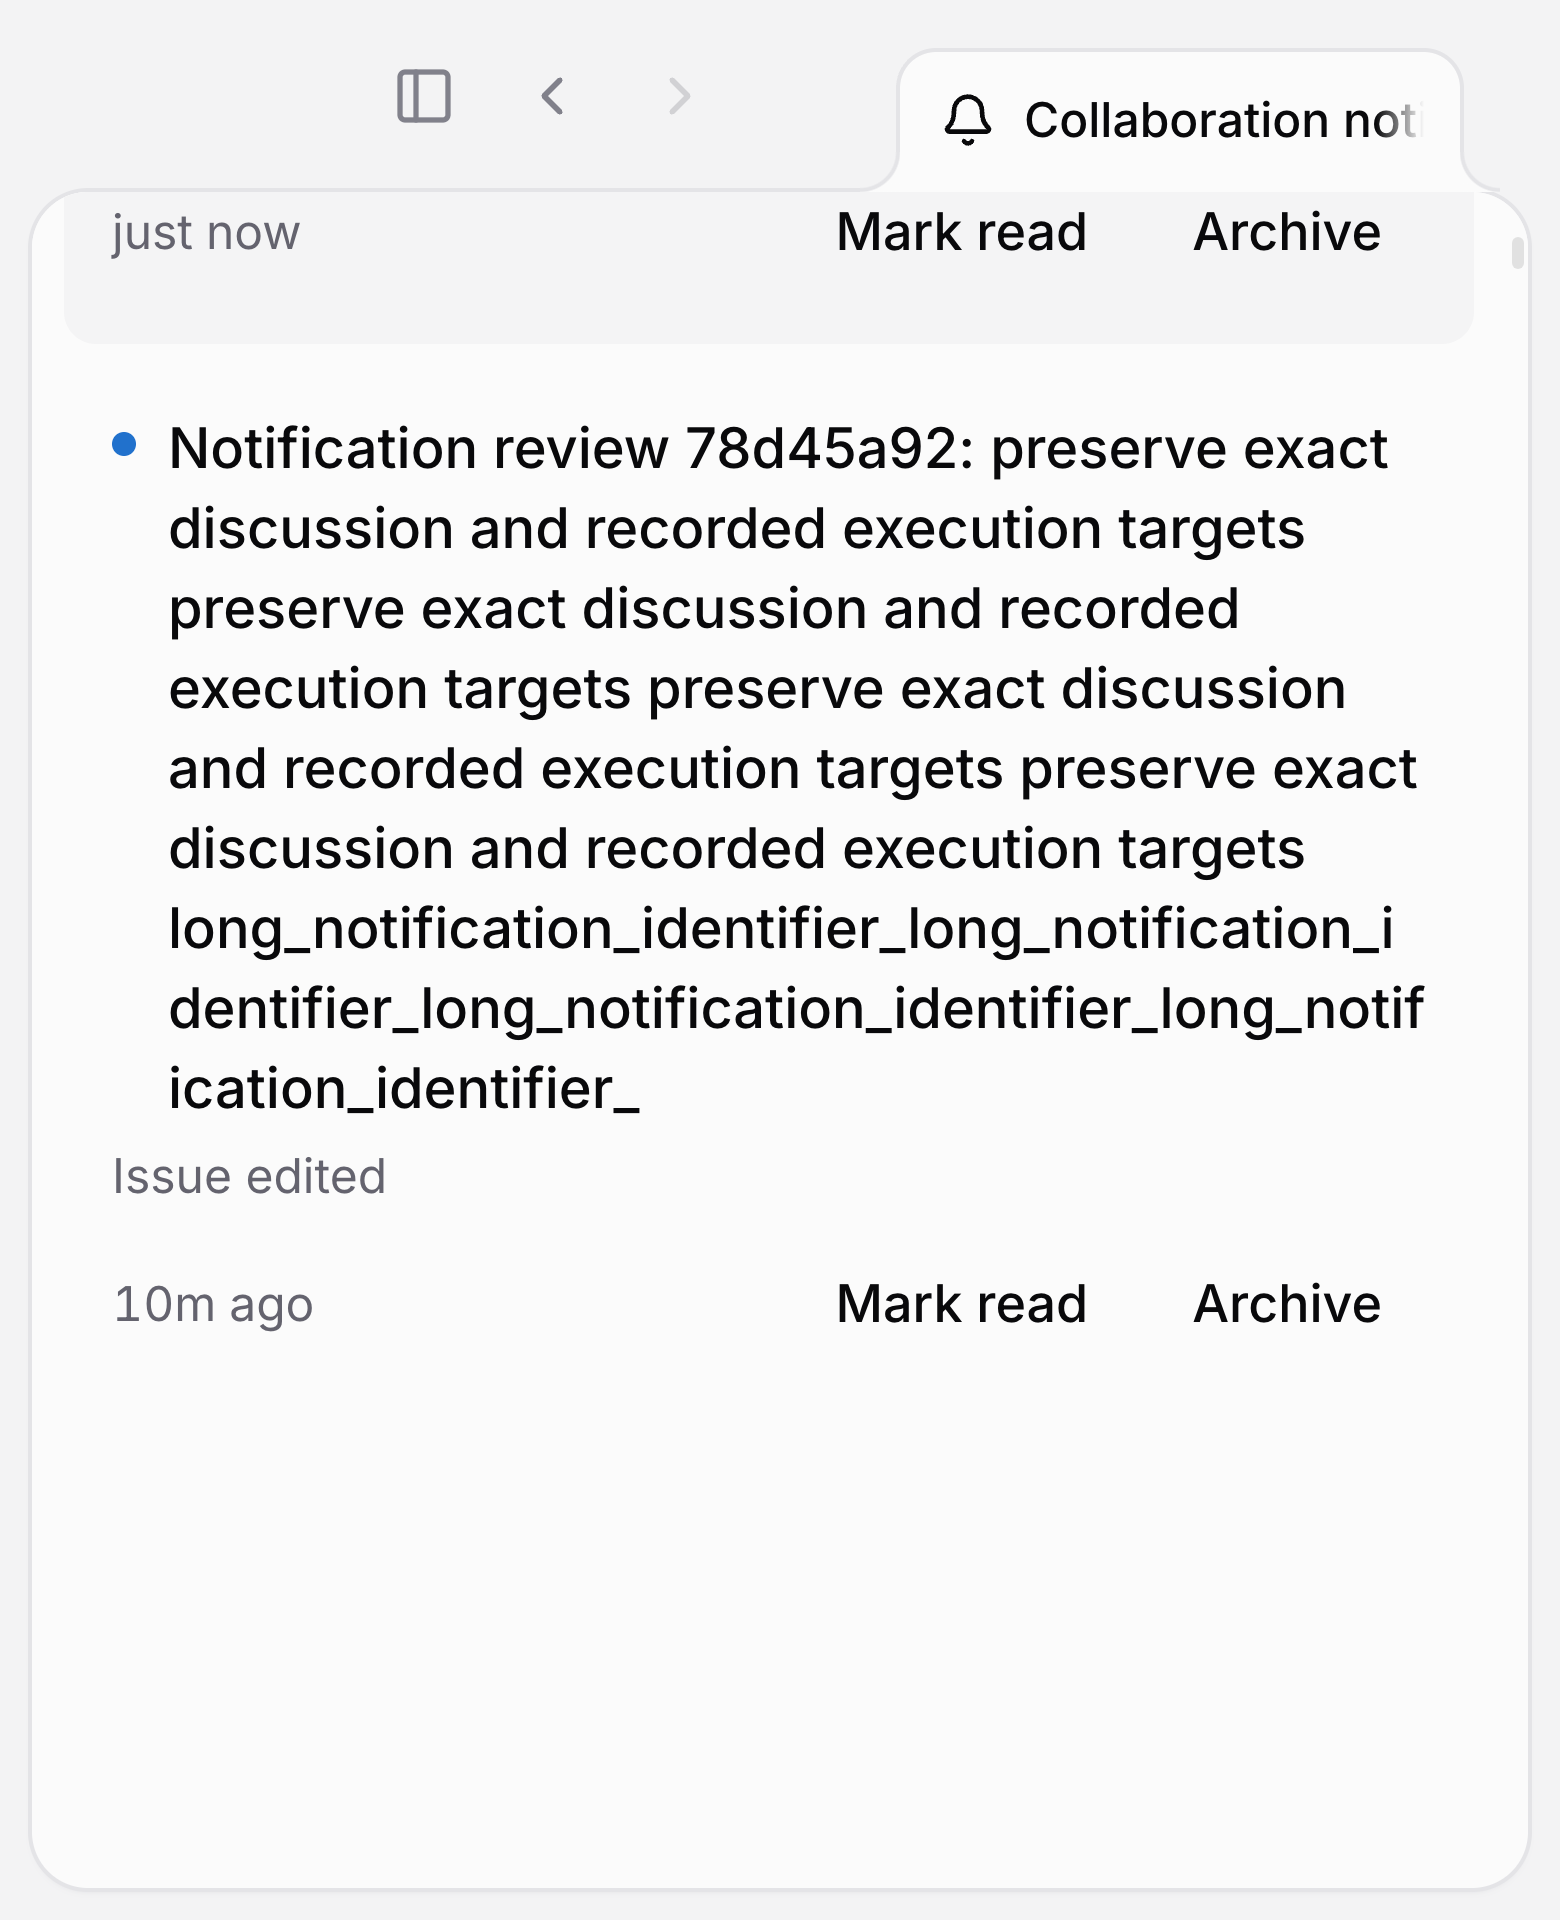 Collaboration noti
just now
Mark read
Archive
Notification review 78d45a92: preserve exact
discussion and recorded execution targets
preserve exact discussion and recorded
execution targets preserve exact discussion
and recorded execution targets preserve exact
discussion and recorded execution targets
long_notification_identifier_long_notification_i
dentifier_long_notification_identifier_long_notif
ication_identifier_
Issue edited
10m ago
Mark read
Archive